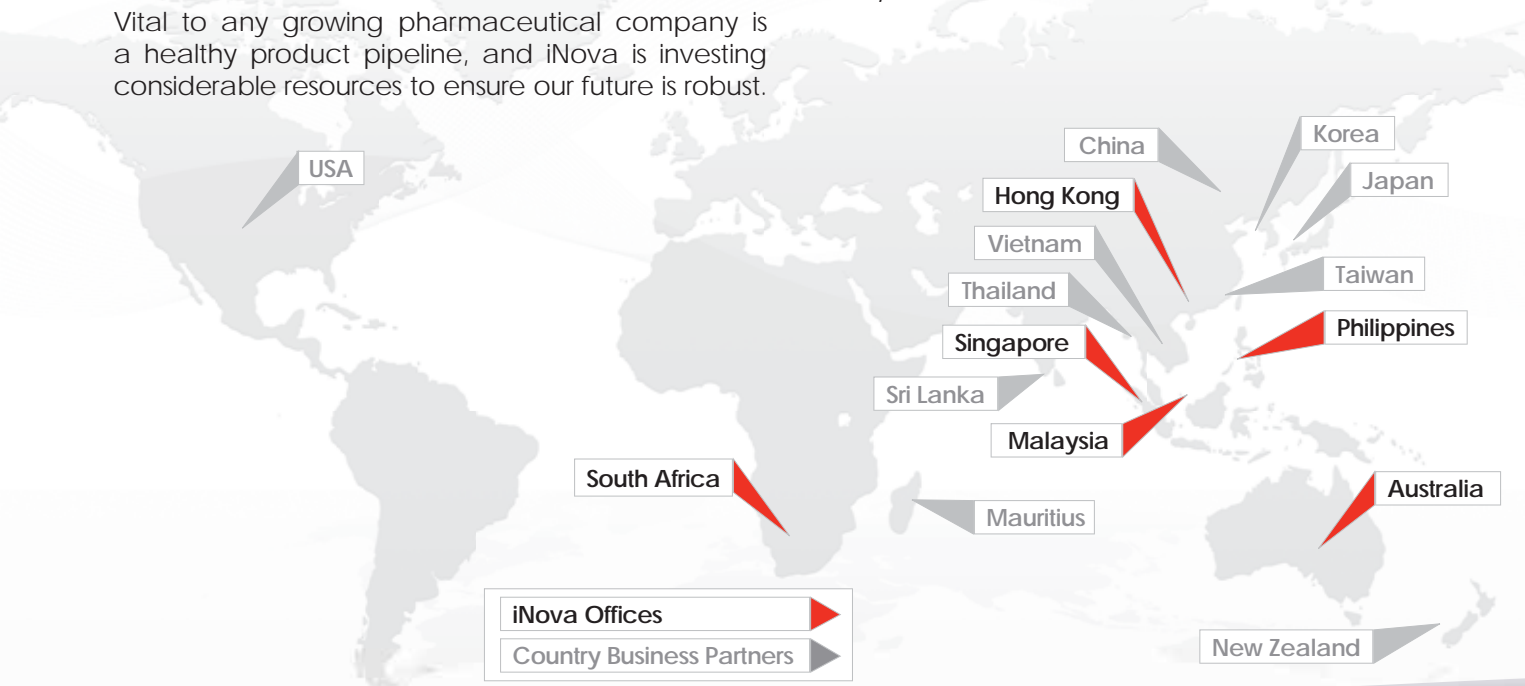 Vital to any growing pharmaceutical company is
a healthy product pipeline, and iNova is investing
considerable resources to ensure our future is robust.
USA
China
Korea
Hong Kong
Japan
Vietnam
Thailand
Taiwan
Singapore
Philippines
Sri Lanka
Malaysia
South Africa
Australia
Mauritius
iNova Offices
Country Business Partners
New Zealand